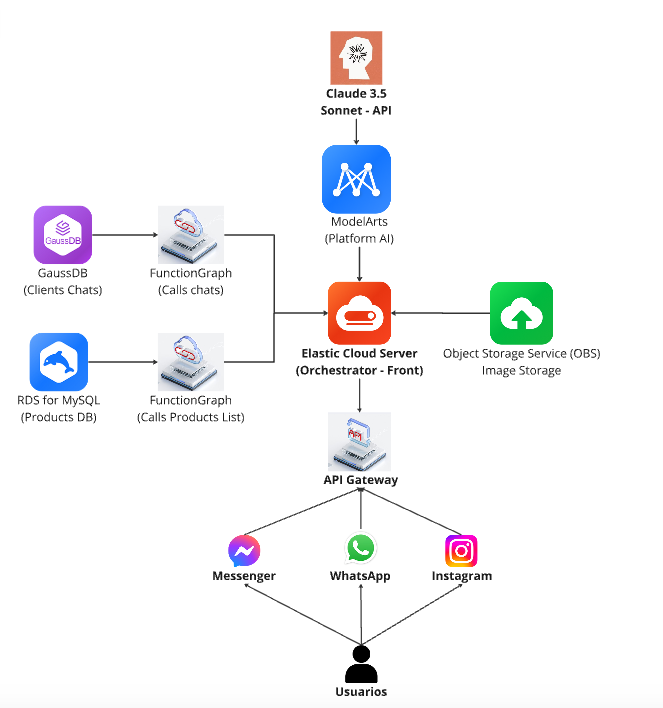 Claude 3.5
Sonnet - API
ModelArts
(Platform AI)
GaussDB
GaussDB
(Clients Chats)
FunctionGraph
(Calls chats)
Elastic Cloud Server
(Orchestrator - Front)
Object Storage Service (OBS)
Image Storage
RDS for MySQL
(Products DB)
FunctionGraph
(Calls Products List)
API
API Gateway
Messenger
WhatsApp
Instagram
Usuarios